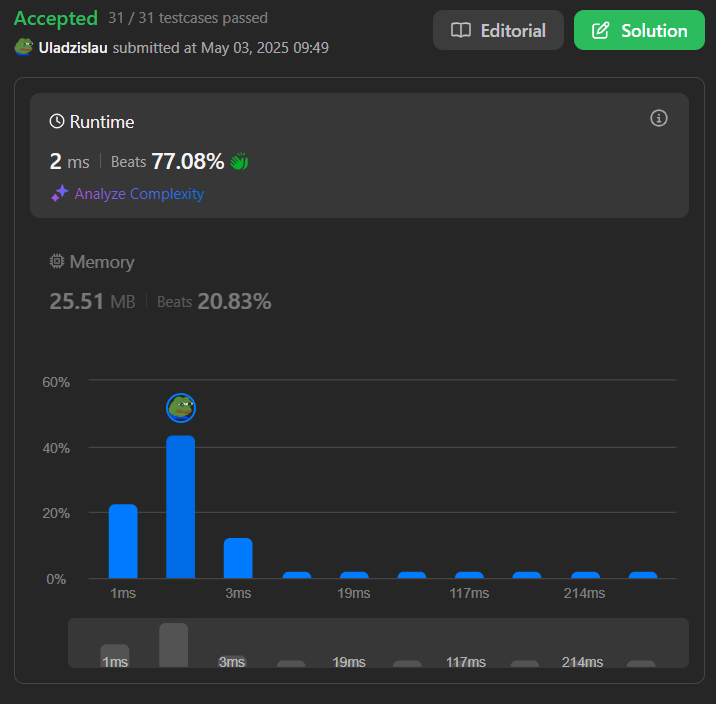 Accepted 31 / 31 testcases passed
Uladzislau submitted at May 03, 2025 09:49
Editorial
Solution
Runtime
2 ms Beats 77.08%
Analyze Complexity
Memory
25.51 MB Beats 20.83%
60%
40%
20%
0%
1ms 3ms 19ms 117ms 214ms
1ms 3ms 19ms 117ms 214ms